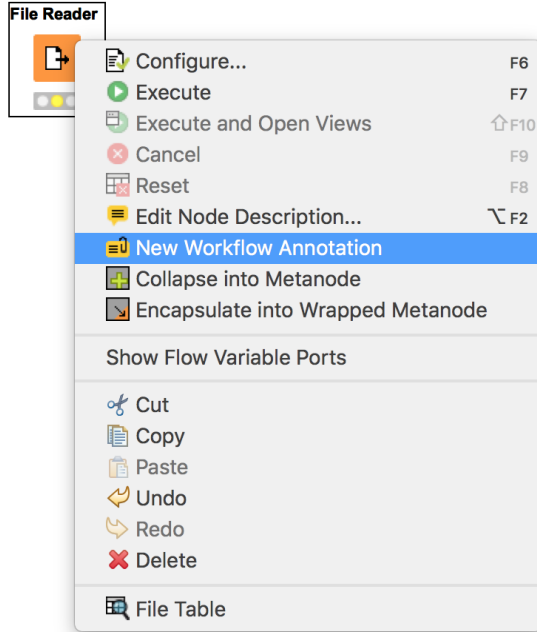 File Reader
Configure... F6
Execute F7
Execute and Open Views ⇧F10
Cancel F9
Reset F8
Edit Node Description... ⌥F2
New Workflow Annotation
Collapse into Metanode
Encapsulate into Wrapped Metanode
Show Flow Variable Ports
Cut
Copy
Paste
Undo
Redo
Delete
File Table